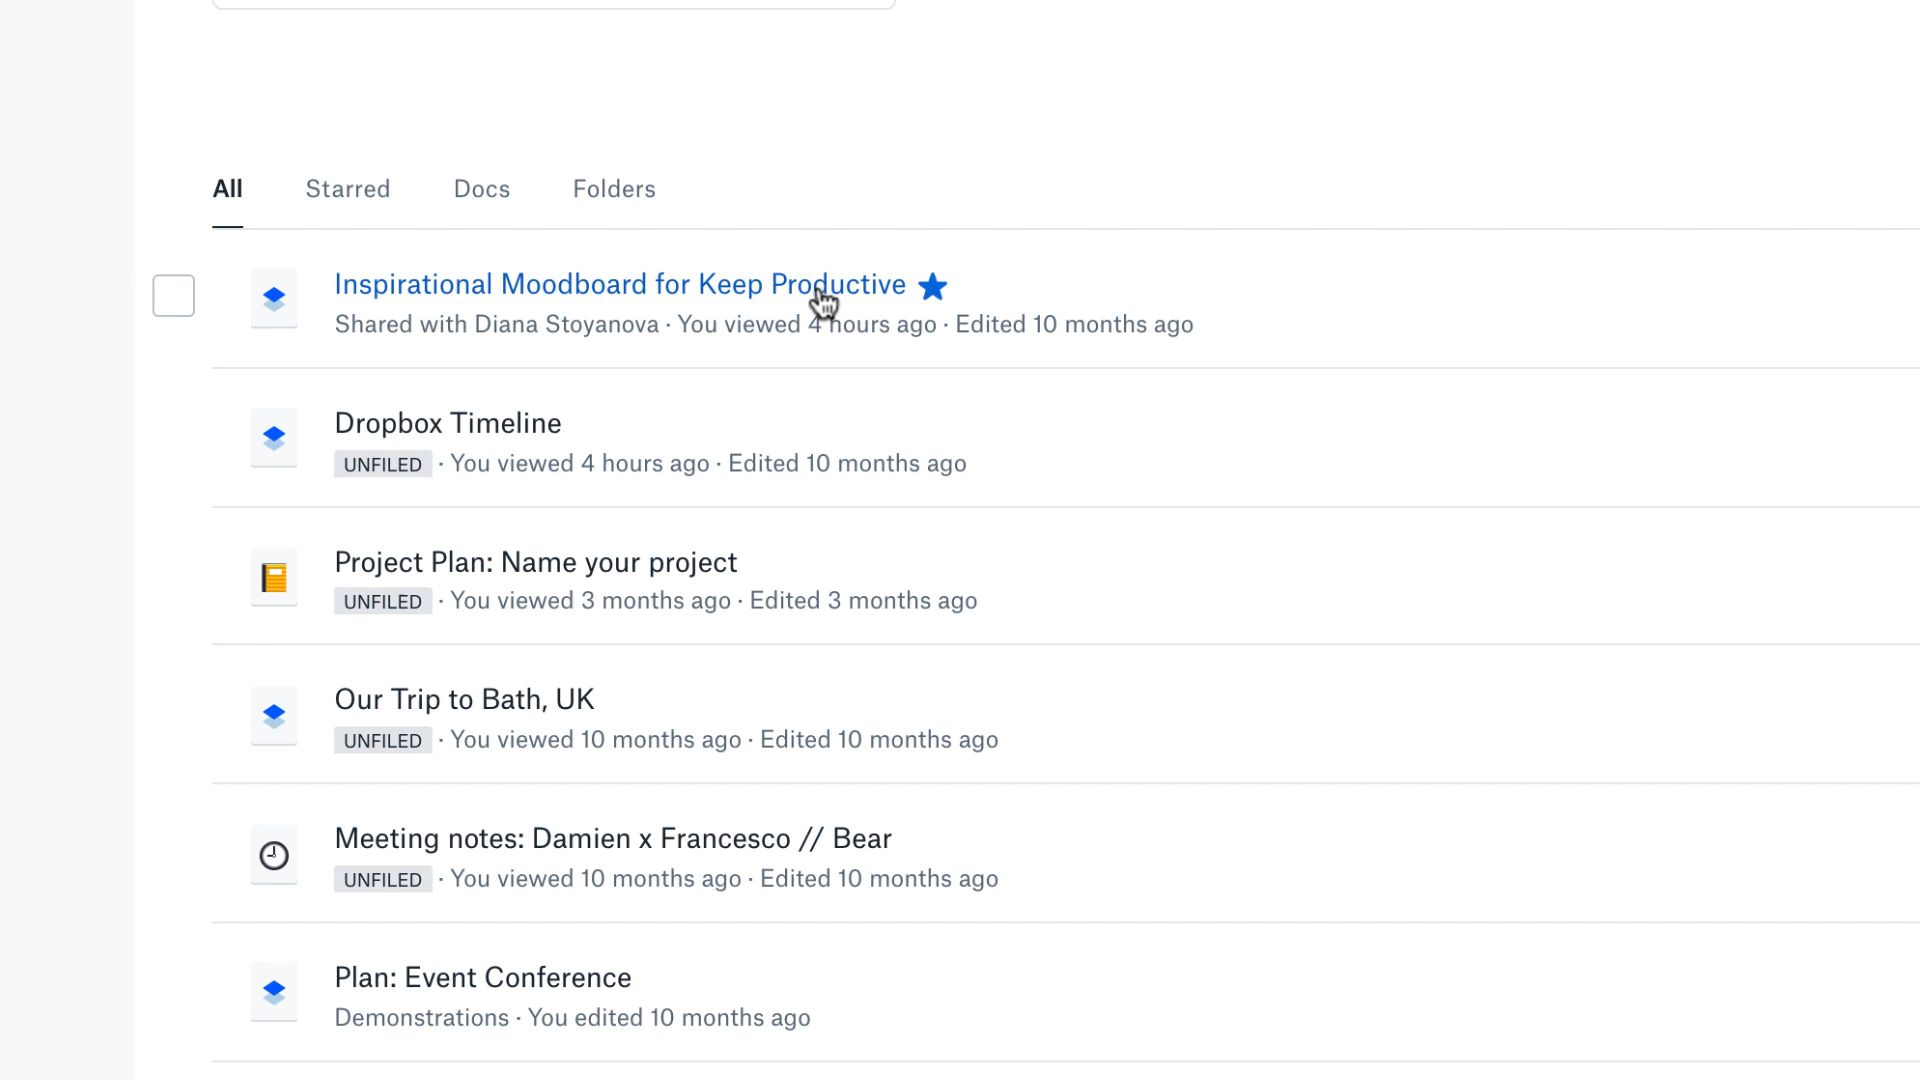 All Starred Docs Folders
Inspirational Moodboard for Keep Productive
Shared with Diana Stoyanova · You viewed 4 hours ago · Edited 10 months ago
Dropbox Timeline
UNFILED · You viewed 4 hours ago · Edited 10 months ago
Project Plan: Name your project
UNFILED · You viewed 3 months ago · Edited 3 months ago
Our Trip to Bath, UK
UNFILED · You viewed 10 months ago · Edited 10 months ago
Meeting notes: Damien x Francesco // Bear
UNFILED · You viewed 10 months ago · Edited 10 months ago
Plan: Event Conference
Demonstrations · You edited 10 months ago